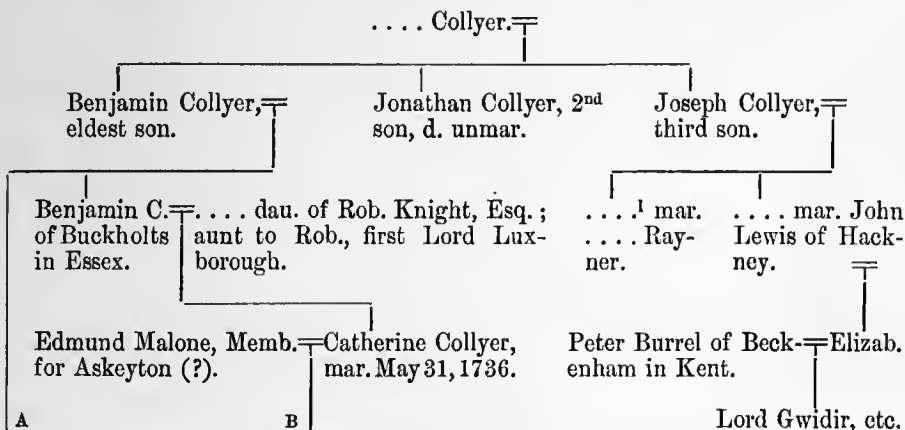 . . . . Collyer.
Benjamin Collyer,
eldest son.
Jonathan Collyer, 2nd
son, d. unmar.
Joseph Collyer,
third son.
Benjamin C.
of Buckholts
in Essex.
. . . . dau. of Rob. Knight, Esq. ;
aunt to Rob., first Lord Lux-
borough.
. . . .¹ mar.
. . . . Ray-
ner.
. . . . mar. John
Lewis of Hack-
ney.
Edmund Malone, Memb.
for Askeyton (?).
Catherine Collyer,
mar. May 31, 1736.
Peter Burrel of Beck-
enham in Kent.
Elizab.
A
B
Lord Gwidir, etc.